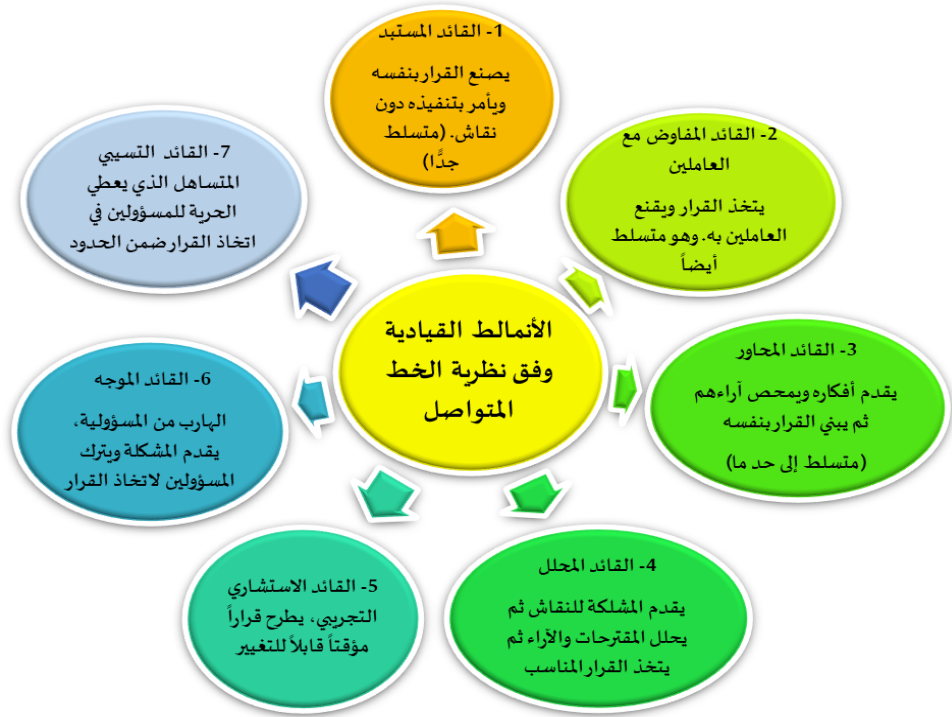 1- القائد المستبد
يصنع القرار بنفسه
ويأمر بتنفيذه دون
نقاش. (متسلط
جدًّا)
2- القائد المفاوض مع
العاملين
يتخذ القرار ويقنع
العاملين به. وهو متسلط
أيضاً
3- القائد المحاور
يقدم أفكاره ويمحص آراءهم
ثم يبني القرار بنفسه
(متسلط إلى حد ما)
4- القائد المحلل
يقدم المشلكة للنقاش ثم
يحلل المقترحات والآراء ثم
يتخذ القرار المناسب
5- القائد الاستشاري
التجريبي، يطرح قراراً
مؤقتاً قابلاً للتغيير
6- القائد الموجه
الهارب من المسؤولية،
يقدم المشكلة ويترك
المسؤولين لاتخاذ القرار
7- القائد التسيبي
المتساهل الذي يعطي
الحرية للمسؤولين في
اتخاذ القرار ضمن الحدود
الأنمالط القيادية
وفق نظرية الخط
المتواصل